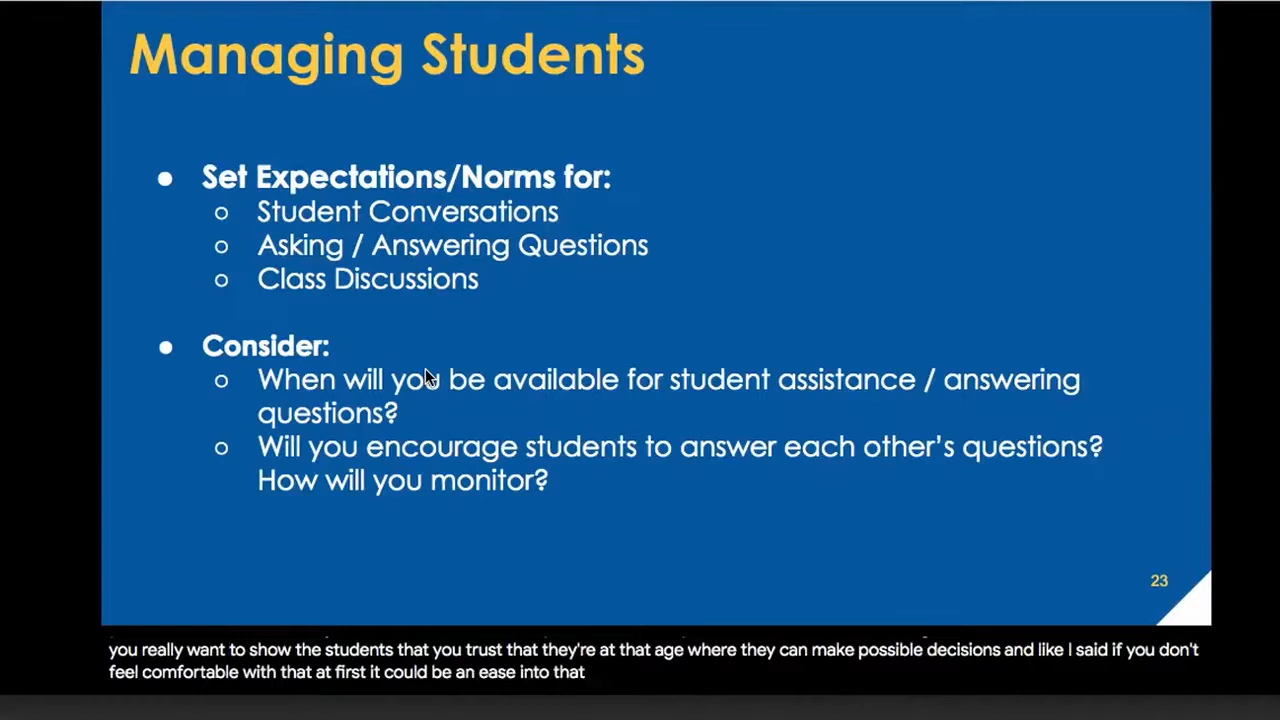 Managing Students
● Set Expectations/Norms for:
○ Student Conversations
○ Asking / Answering Questions
○ Class Discussions
● Consider:
○ When will you be available for student assistance / answering
questions?
○ Will you encourage students to answer each other's questions?
How will you monitor?
23
you really want to show the students that you trust that they're at that age where they can make possible decisions and like I said if you don't
feel comfortable with that at first it could be an ease into that